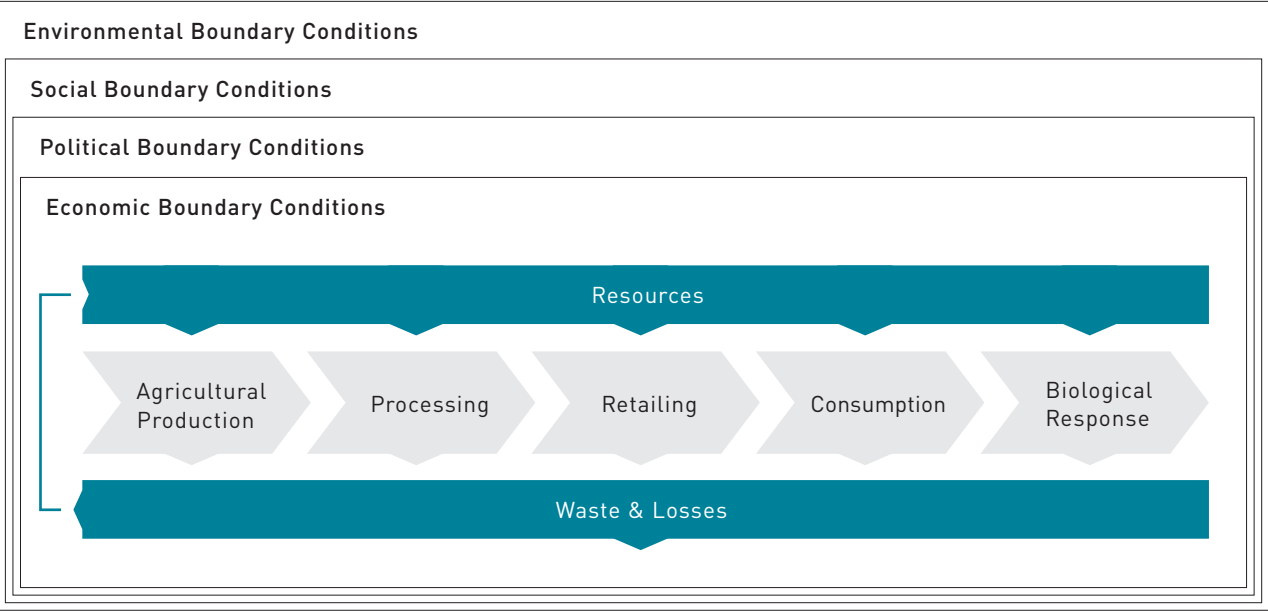 Environmental Boundary Conditions
Social Boundary Conditions
Political Boundary Conditions
Economic Boundary Conditions
Resources
Agricultural
Production
Processing
Retailing
Consumption
Biological
Response
Waste & Losses